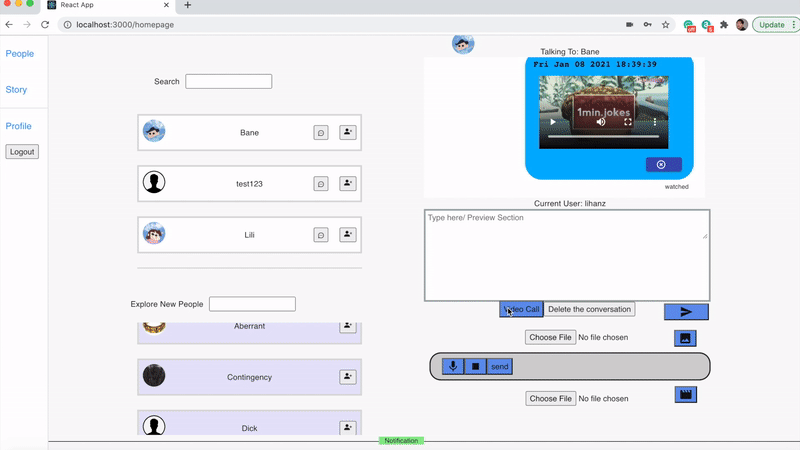 React App
localhost:3000/homepage
Update
People
Story
Profile
Logout
Search
Bane
test123
Lili
Explore New People
Aberrant
Contingency
Dick
Talking To: Bane
Fri Jan 08 2021 18:39:39
1min.jokes
watched
Current User: lihanz
Type here/ Preview Section
Video Call
Delete the conversation
Choose File No file chosen
send
Choose File No file chosen
Notification